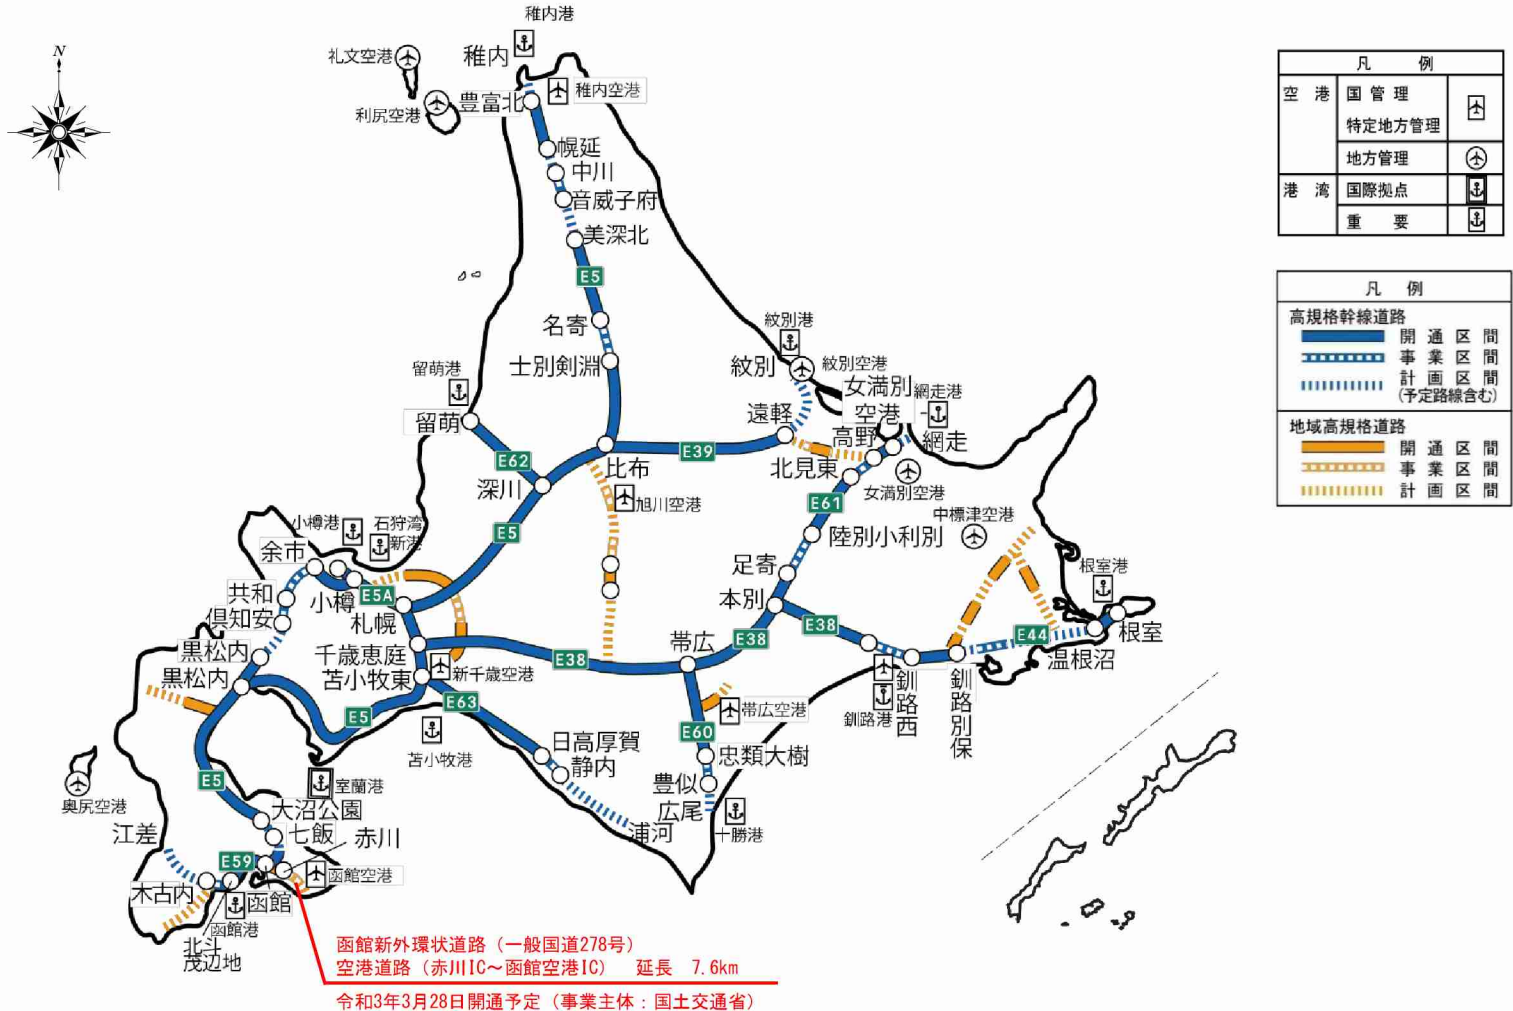 稚内港
稚内
N
礼文空港
稚内空港
利尻空港
豊富北
幌延
中川
音威子府
美深北
E5
名寄
士別剣淵
紋別港
紋別
紋別空港
留萌港
留萌
女満別
空港
網走港
遠軽
高野
網走
E62
E39
比布
北見東
深川
女満別空港
旭川空港
E61
中標津空港
小樽港
石狩湾
新港
E5
陸別小利別
余市
足寄
根室港
共和
小樽
E5A
倶知安
札幌
本別
E38
根室
黒松内
千歳恵庭
E38
帯広
E38
E44
温根沼
黒松内
苫小牧東
新千歳空港
釧路港
釧路西
釧路別保
E5
E63
帯広空港
苫小牧港
E60
日高厚賀
忠類大樹
静内
E5
室蘭港
豊似
奥尻空港
大沼公園
広尾
江差
七飯
赤川
浦河
十勝港
E59
函館空港
木古内
函館
函館港
北斗
茂辺地
函館新外環状道路（一般国道278号）
空港道路（赤川IC～函館空港IC） 延長 7.6km
令和3年3月28日開通予定（事業主体：国土交通省）
凡 例
空 港
国管理
特定地方管理
地方管理
港 湾
国際拠点
重 要
凡 例
高規格幹線道路
開通区間
事業区間
計画区間
(予定路線含む)
地域高規格道路
開通区間
事業区間
計画区間